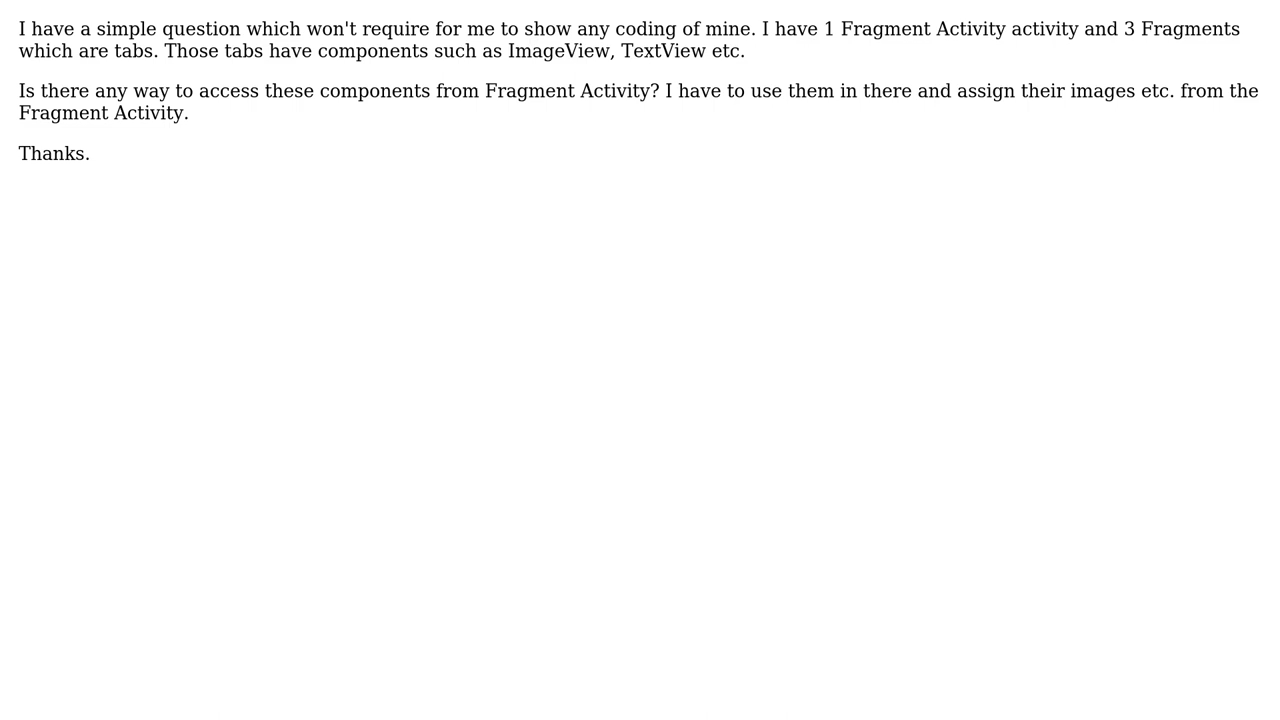 I have a simple question which won't require for me to show any coding of mine. I have 1 Fragment Activity activity and 3 Fragments
which are tabs. Those tabs have components such as ImageView, TextView etc.
Is there any way to access these components from Fragment Activity? I have to use them in there and assign their images etc. from the
Fragment Activity.
Thanks.